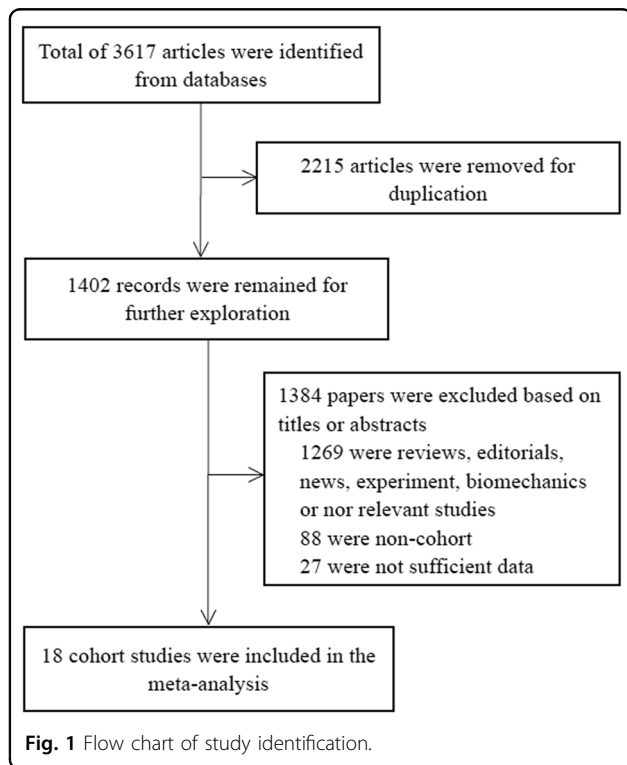 Total of 3617 articles were identified
from databases
2215 articles were removed for
duplication
1402 records were remained for
further exploration
1384 papers were excluded based on
titles or abstracts
1269 were reviews, editorials,
news, experiment, biomechanics
or nor relevant studies
88 were non-cohort
27 were not sufficient data
18 cohort studies were included in the
meta-analysis
Fig. 1 Flow chart of study identification.